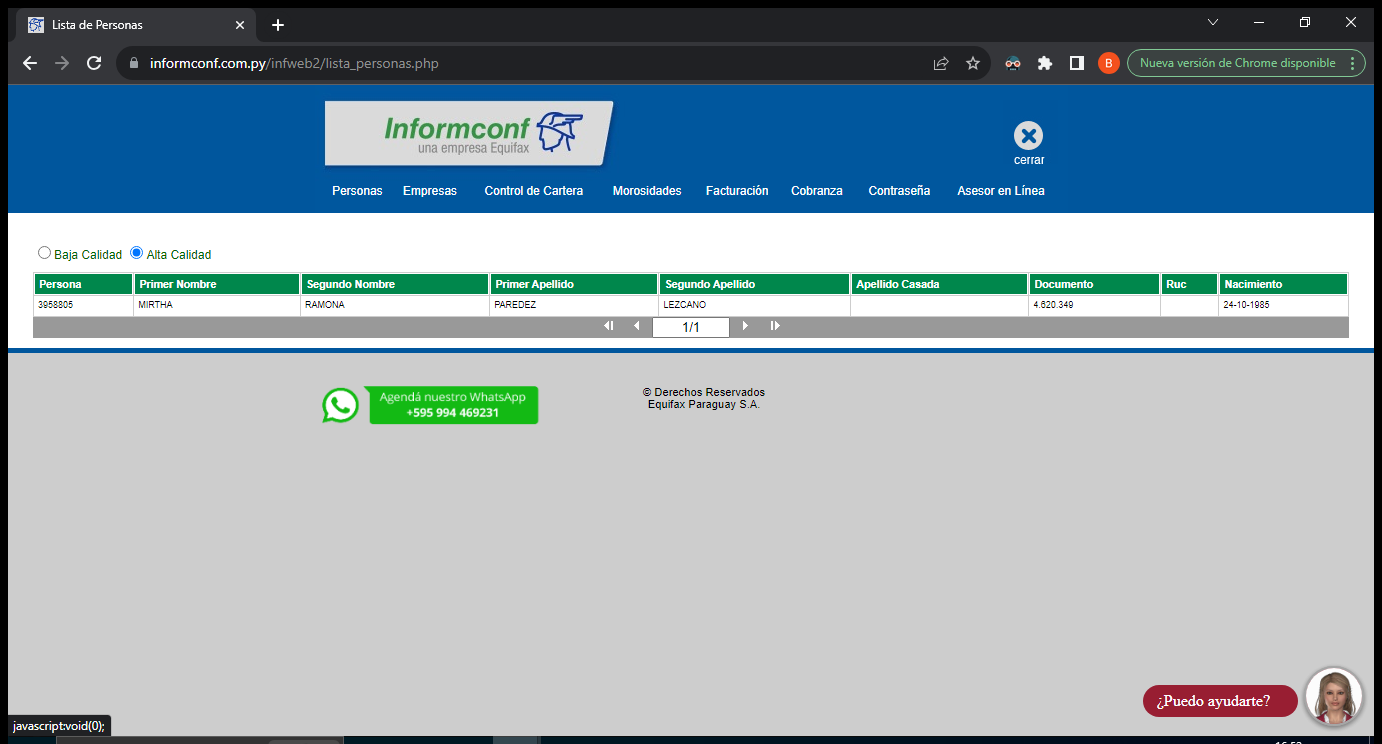 Lista de Personas
informconf.com.py/infweb2/lista_personas.php
B
Nueva versión de Chrome disponible
Informconf
una empresa Equifax
cerrar
Personas Empresas Control de Cartera Morosidades Facturación Cobranza Contraseña Asesor en Línea
Baja Calidad Alta Calidad
Persona Primer Nombre Segundo Nombre Primer Apellido Segundo Apellido Apellido Casada Documento Ruc Nacimiento
3958805 MIRTHA RAMONA PAREDEZ LEZCANO 4.620.349 24-10-1985
1/1
Agendá nuestro WhatsApp
+595 994 469231
© Derechos Reservados
Equifax Paraguay S.A.
¿Puedo ayudarte?
javascript:void(0);